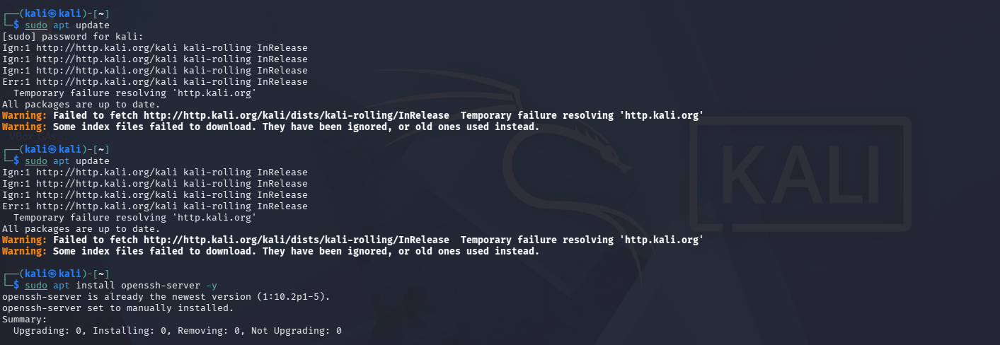 ┌──(kali㉿kali)-[~]
└─$ sudo apt update
[sudo] password for kali:
Ign:1 http://http.kali.org/kali kali-rolling InRelease
Ign:1 http://http.kali.org/kali kali-rolling InRelease
Ign:1 http://http.kali.org/kali kali-rolling InRelease
Err:1 http://http.kali.org/kali kali-rolling InRelease
  Temporary failure resolving 'http.kali.org'
All packages are up to date.
Warning: Failed to fetch http://http.kali.org/kali/dists/kali-rolling/InRelease  Temporary failure resolving 'http.kali.org'
Warning: Some index files failed to download. They have been ignored, or old ones used instead.
┌──(kali㉿kali)-[~]
└─$ sudo apt update
Ign:1 http://http.kali.org/kali kali-rolling InRelease
Ign:1 http://http.kali.org/kali kali-rolling InRelease
Ign:1 http://http.kali.org/kali kali-rolling InRelease
Err:1 http://http.kali.org/kali kali-rolling InRelease
  Temporary failure resolving 'http.kali.org'
All packages are up to date.
Warning: Failed to fetch http://http.kali.org/kali/dists/kali-rolling/InRelease  Temporary failure resolving 'http.kali.org'
Warning: Some index files failed to download. They have been ignored, or old ones used instead.
┌──(kali㉿kali)-[~]
└─$ sudo apt install openssh-server -y
openssh-server is already the newest version (1:10.2p1-5).
openssh-server set to manually installed.
Summary:
  Upgrading: 0, Installing: 0, Removing: 0, Not Upgrading: 0
KALI